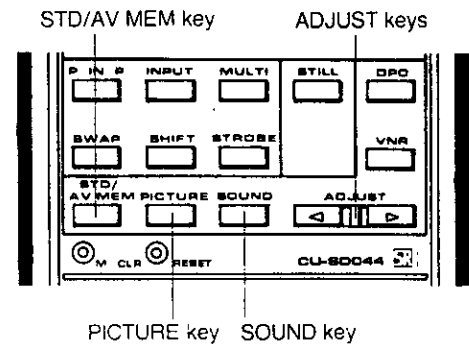 STD/AV MEM key ADJUST keys
P IN P INPUT MULTI STILL DPC
SWAP SHIFT STROBE VNR
STD/
AV MEM PICTURE SOUND ADJUST
M CLR RESET CU-SD044
PICTURE key SOUND key